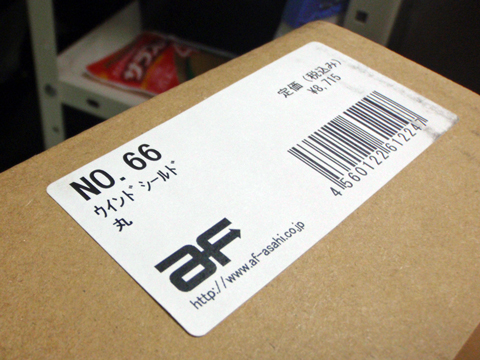 NO. 66
ウインドシールド
丸
定価 (税込み)
¥8,715
4560122612247
af
http://www.af-asahi.co.jp